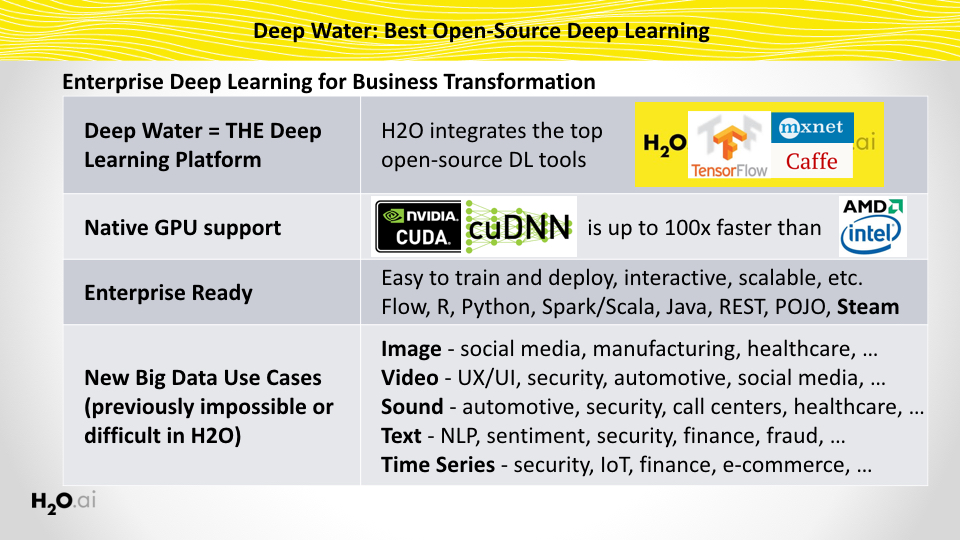 Deep Water: Best Open-Source Deep Learning
Enterprise Deep Learning for Business Transformation
Deep Water = THE Deep
Learning Platform
H2O integrates the top
open-source DL tools
H2O
TensorFlow
mxnet
Caffe
.ai
Native GPU support
NVIDIA.
CUDA.
cuDNN
is up to 100x faster than
AMD
intel
Enterprise Ready
Easy to train and deploy, interactive, scalable, etc.
Flow, R, Python, Spark/Scala, Java, REST, POJO, Steam
New Big Data Use Cases
(previously impossible or
difficult in H2O)
Image - social media, manufacturing, healthcare, …
Video - UX/UI, security, automotive, social media, …
Sound - automotive, security, call centers, healthcare, …
Text - NLP, sentiment, security, finance, fraud, …
Time Series - security, IoT, finance, e-commerce, …
H2O.ai